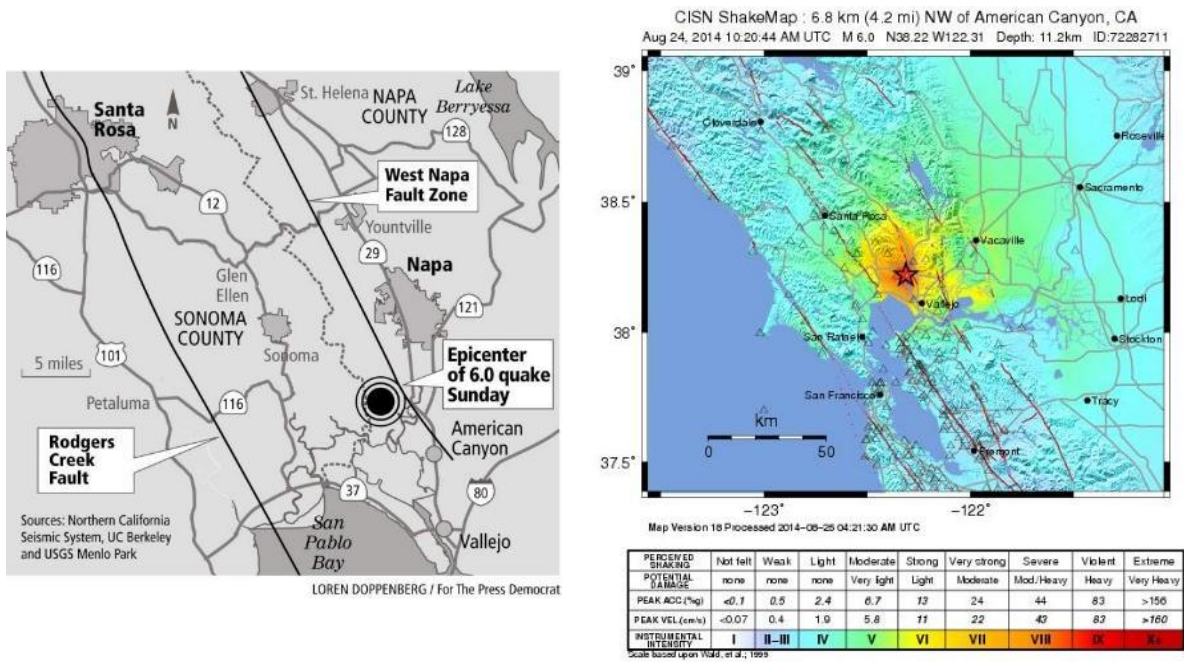 Santa
Rosa
N
St. Helena
NAPA
COUNTY
Lake
Berryessa
128
West Napa
Fault Zone
12
Yountville
29
116
Glen
Ellen
Napa
SONOMA
COUNTY
121
101
5 miles
Sonoma
Epicenter
of 6.0 quake
Sunday
Petaluma
116
American
Canyon
Rodgers
Creek
Fault
37
80
Sources: Northern California
Seismic System, UC Berkeley
and USGS Menlo Park
San
Pablo
Bay
Vallejo
LOREN DOPPENBERG / For The Press Democrat
CISN ShakeMap : 6.8 km (4.2 mi) NW of American Canyon, CA
Aug 24, 2014 10:20:44 AM UTC M 6.0 N38.22 W122.31 Depth: 11.2km ID:72282711
39°
Cloverdale
Roseville
38.5°
Sacramento
Santa Rosa
Vacaville
Vallejo
Lodi
38°
San Rafael
Stockton
San Francisco
Tracy
km
0 50
Fremont
37.5°
-123° -122°
Map Version 18 Processed 2014-08-25 04:21:30 AM UTC
PERCEIVED SHAKING Not felt Weak Light Moderate Strong Very strong Severe Violent Extreme
POTENTIAL DAMAGE none none none Very light Light Moderate Mod./Heavy Heavy Very Heavy
PEAK ACC.(%g) <0.1 0.5 2.4 6.7 13 24 44 83 >156
PEAK VEL.(cm/s) <0.07 0.4 1.9 5.8 11 22 43 83 >160
INSTRUMENTAL INTENSITY I II-III IV V VI VII VIII IX X+
Scale based upon Wald, et al.; 1999